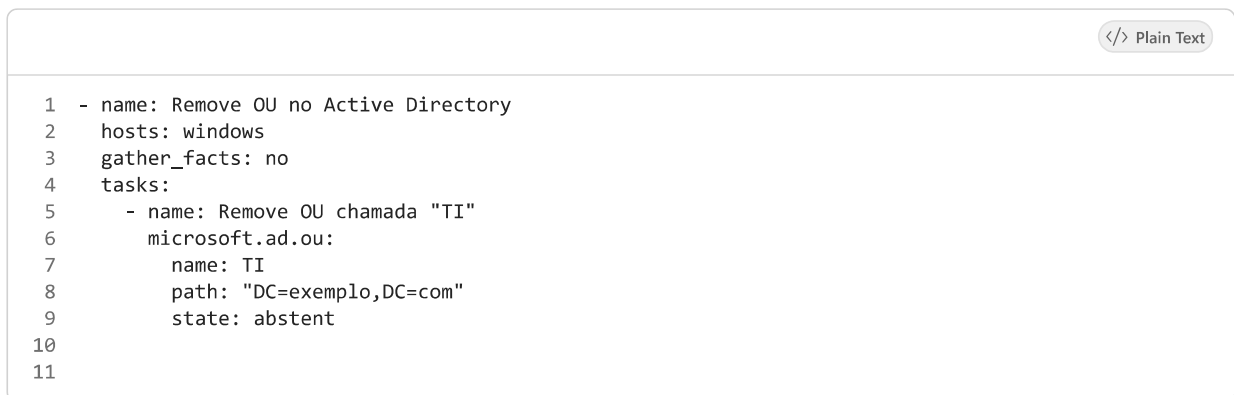 </> Plain Text
1 - name: Remove OU no Active Directory
2 hosts: windows
3 gather_facts: no
4 tasks:
5 - name: Remove OU chamada "TI"
6 microsoft.ad.ou:
7 name: TI
8 path: "DC=exemplo,DC=com"
9 state: abstent
10
11